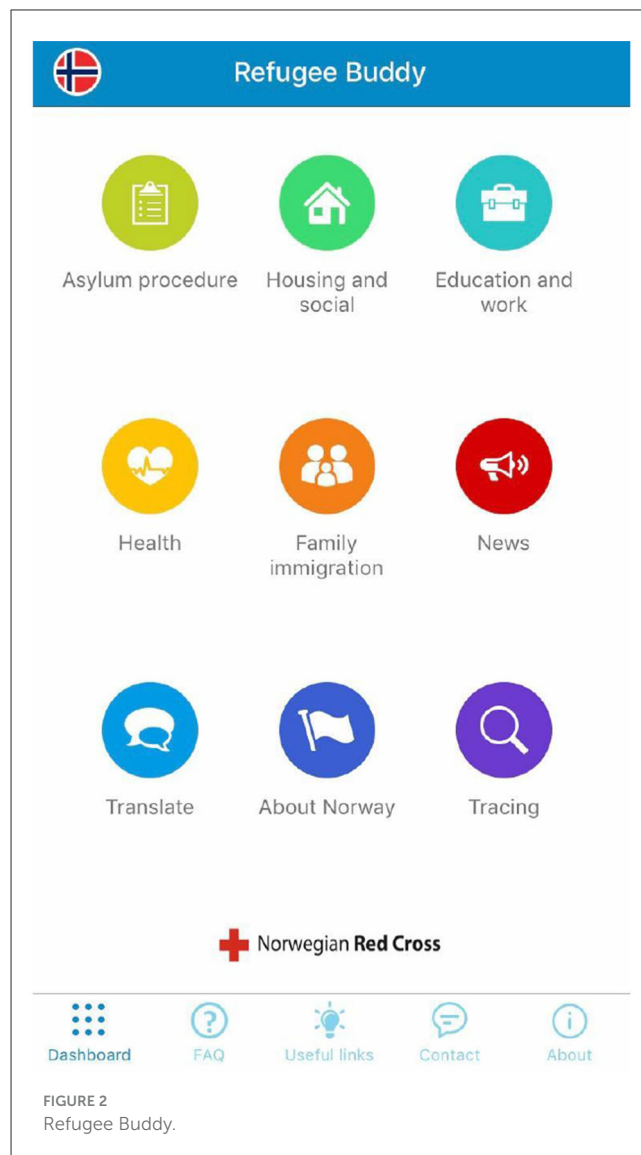 Refugee Buddy
Asylum procedure
Housing and
social
Education and
work
Health
Family
immigration
News
Translate
About Norway
Tracing
Norwegian Red Cross
Dashboard
FAQ
Useful links
Contact
About
FIGURE 2
Refugee Buddy.